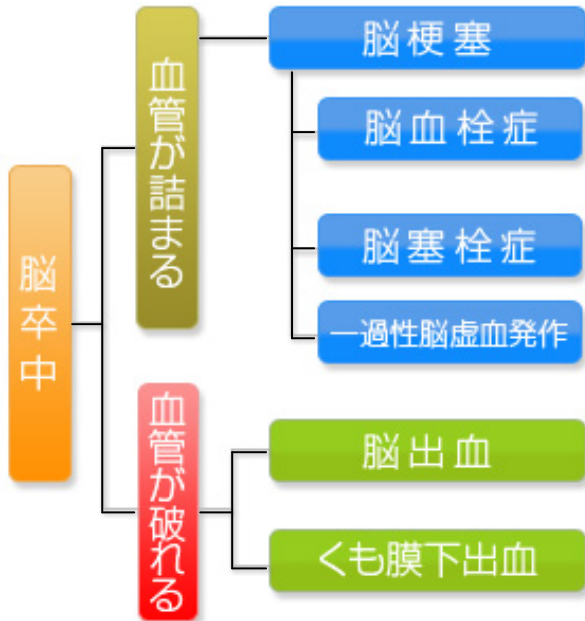 脳卒中
血管が詰まる
脳梗塞
脳血栓症
脳塞栓症
一過性脳虚血発作
血管が破れる
脳出血
くも膜下出血